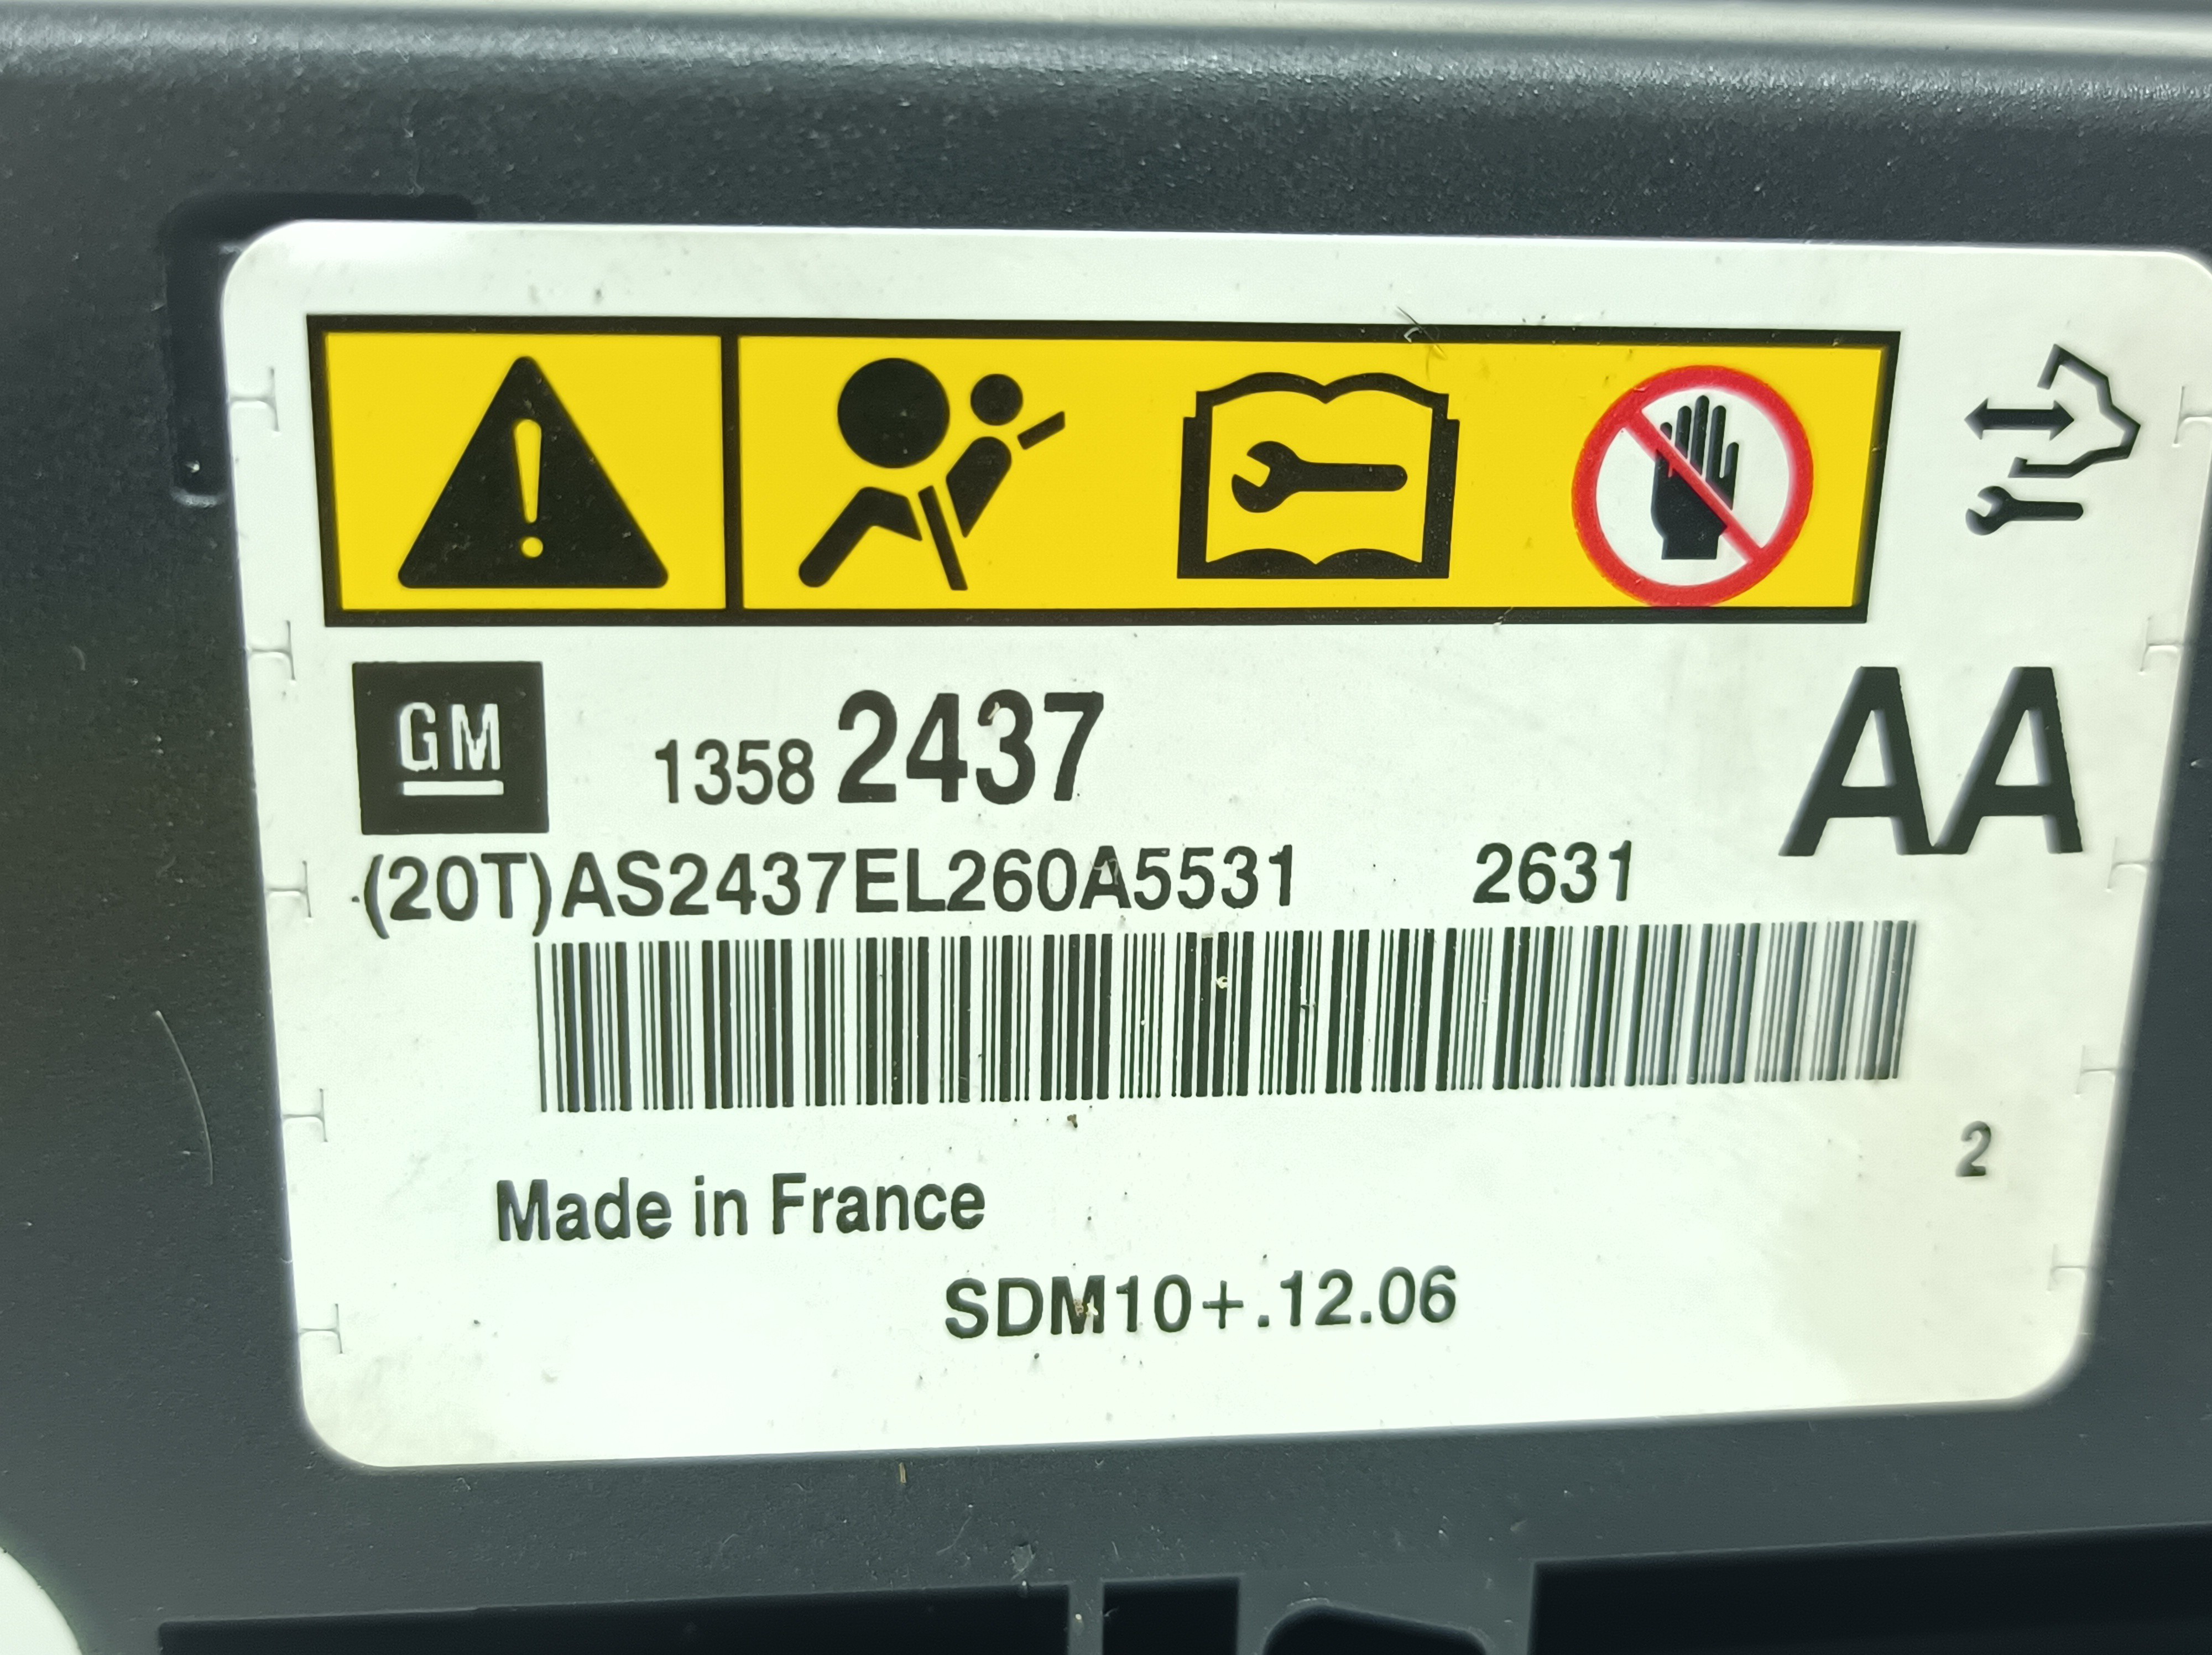 GM
1358 2437
AA
(20T)AS2437EL260A5531 2631
2
Made in France
SDM10+.12.06